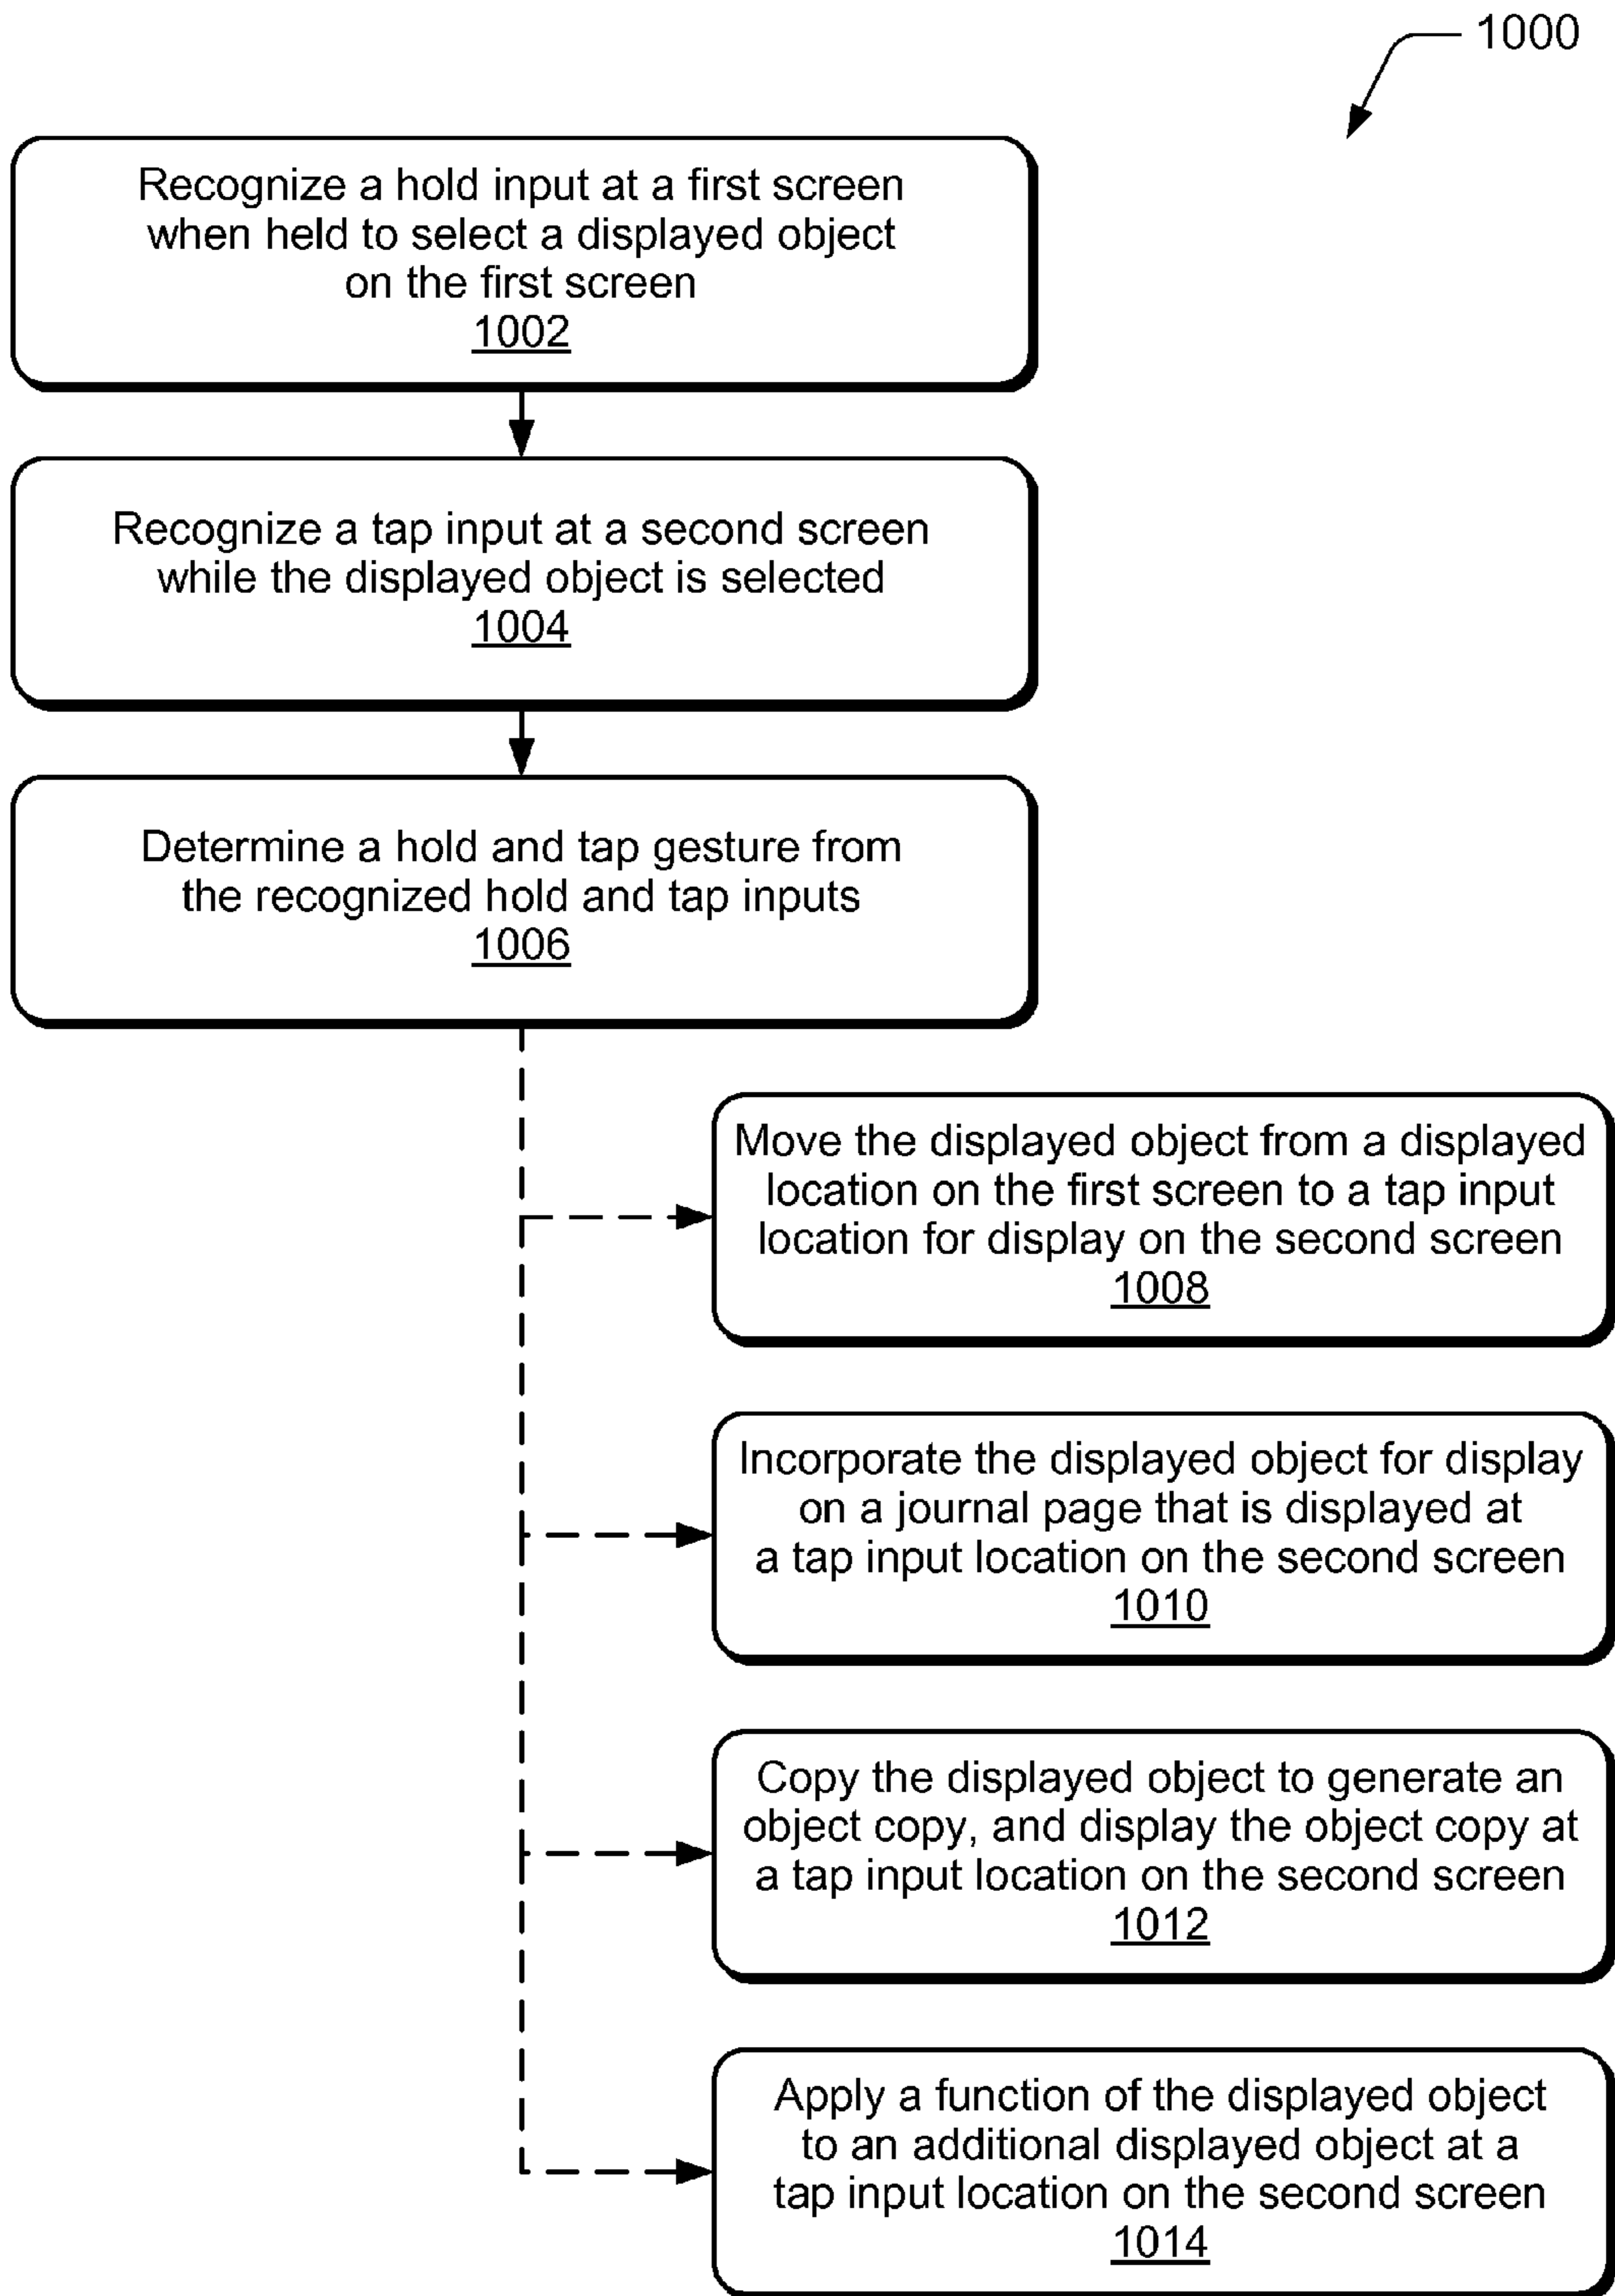 1000
Recognize a hold input at a first screen
when held to select a displayed object
on the first screen
1002
Recognize a tap input at a second screen
while the displayed object is selected
1004
Determine a hold and tap gesture from
the recognized hold and tap inputs
1006
Move the displayed object from a displayed
location on the first screen to a tap input
location for display on the second screen
1008
Incorporate the displayed object for display
on a journal page that is displayed at
a tap input location on the second screen
1010
Copy the displayed object to generate an
object copy, and display the object copy at
a tap input location on the second screen
1012
Apply a function of the displayed object
to an additional displayed object at a
tap input location on the second screen
1014